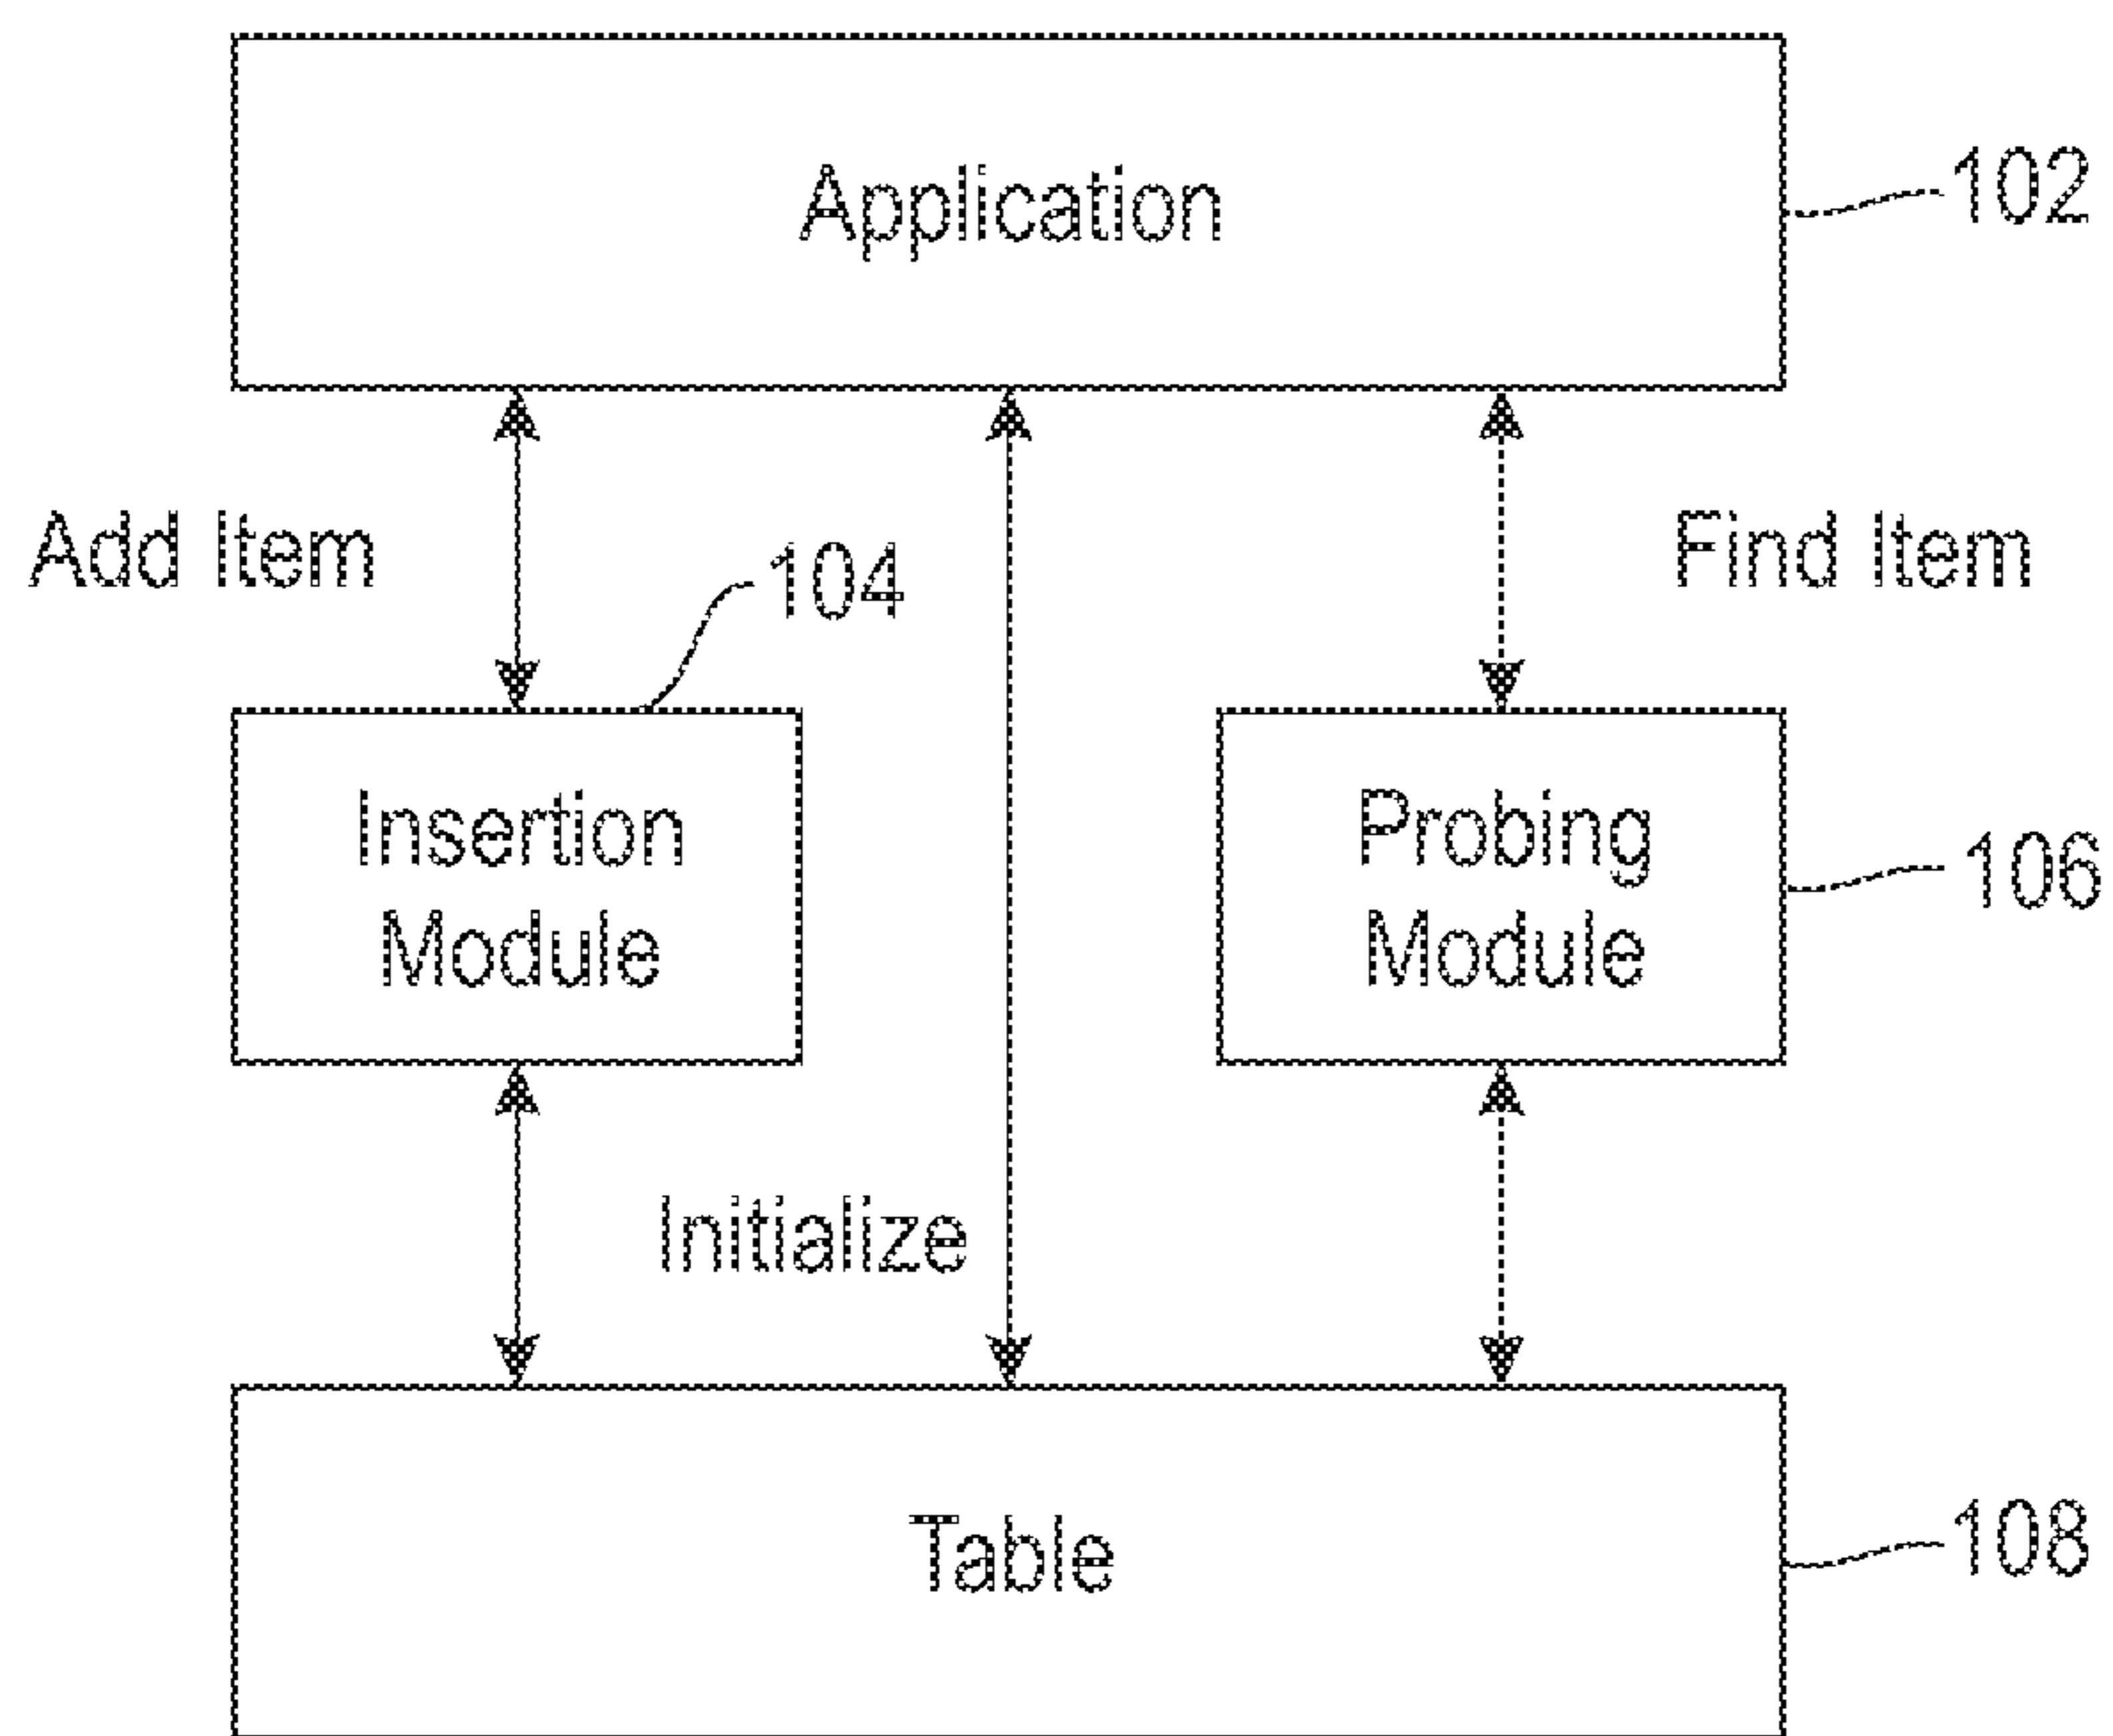 Application
102
Add Item
Find Item
104
Insertion
Module
Probing
Module
106
Initialize
Table
108